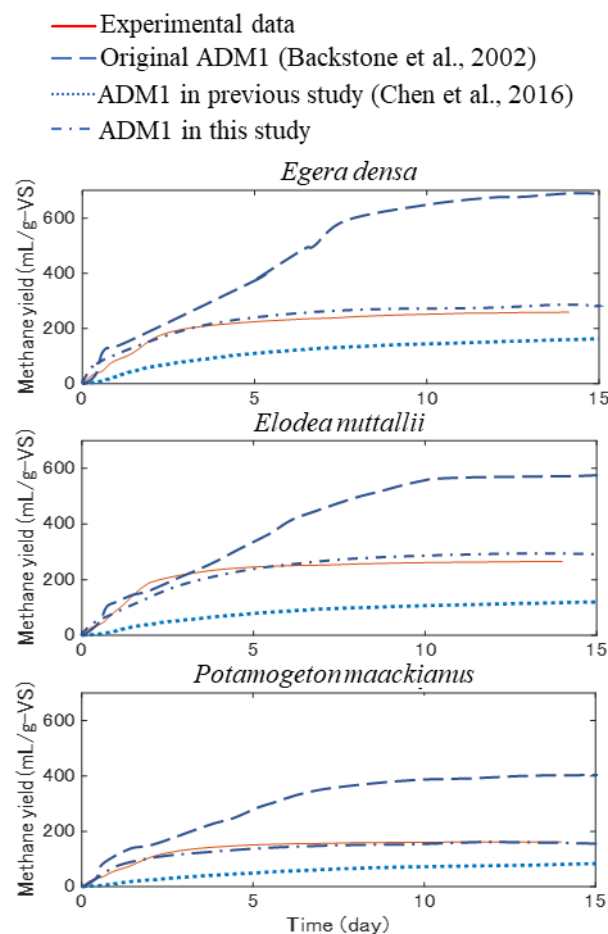 Experimental data
Original ADM1 (Backstone et al., 2002)
ADM1 in previous study (Chen et al., 2016)
ADM1 in this study
Egera densa
Methane yield (mL/g-VS)
600
400
200
0
0 5 10 15
Elodea nuttallii
Methane yield (mL/g-VS)
600
400
200
0
0 5 10 15
Potamogeton maackianus
Methane yield (mL/g-VS)
600
400
200
0
0 5 10 15
Time (day)